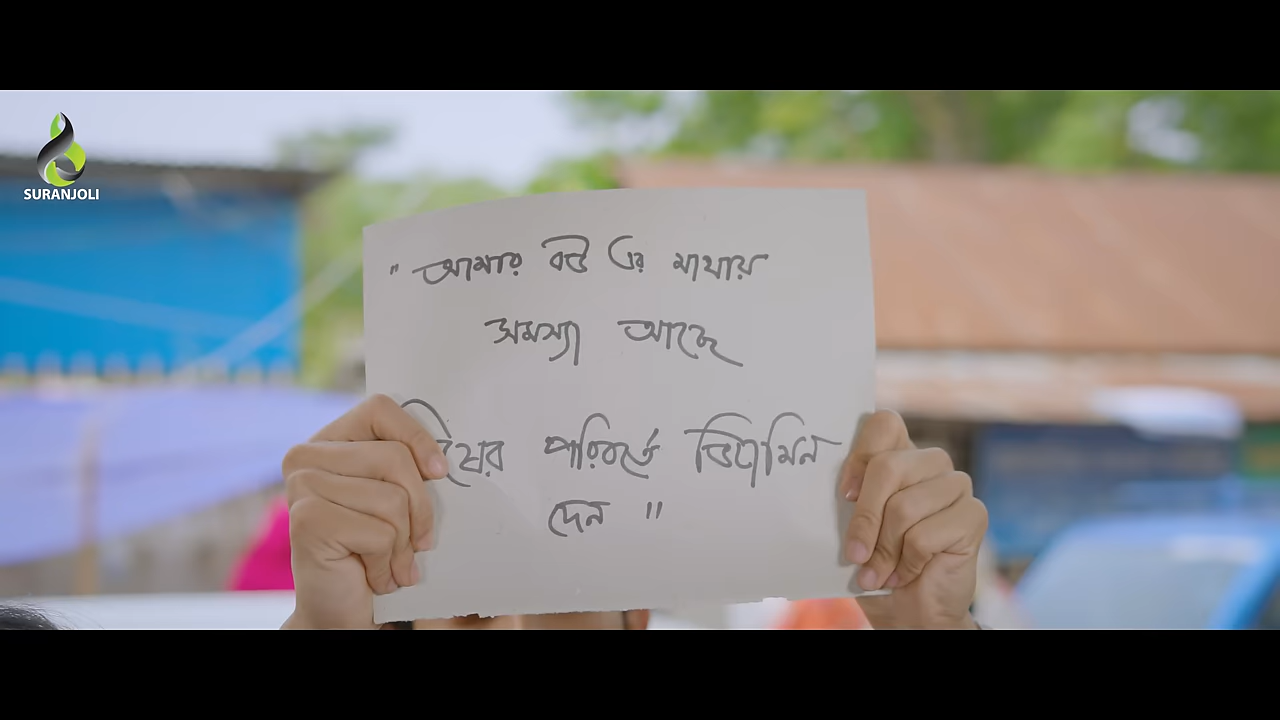 SURANJOLI
" আমার বউ এর মাথায়
সমস্যা আছে
বিষের পরিবর্তে ভিটামিন
দেন "